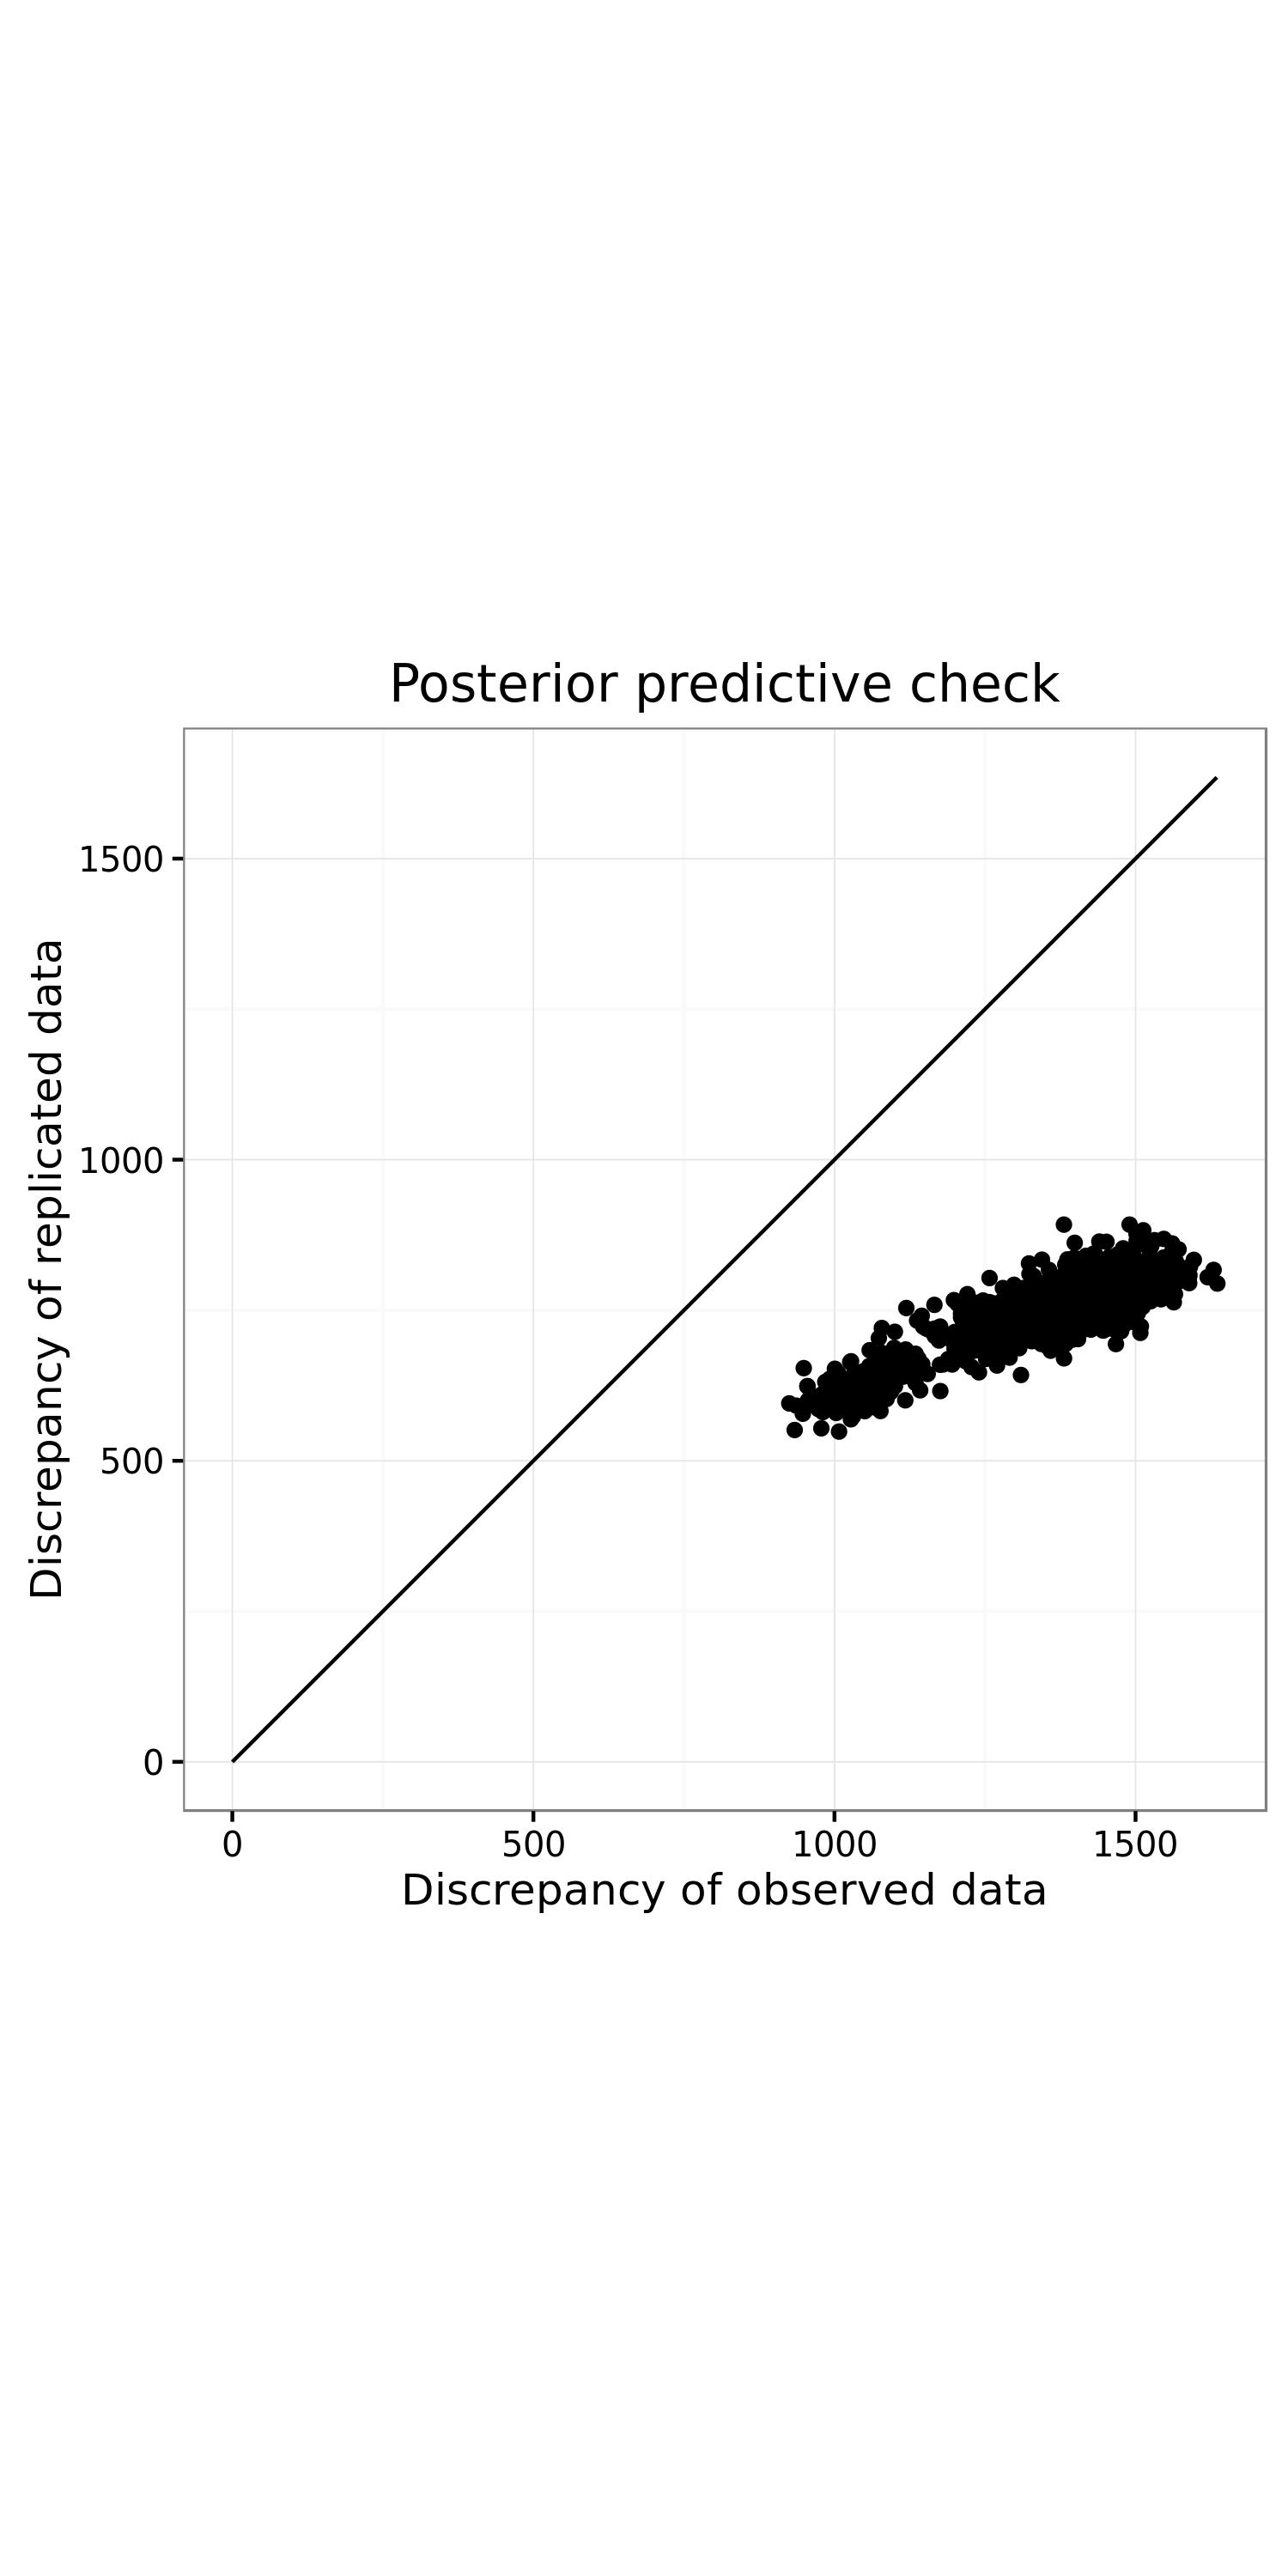 Posterior predictive check
Discrepancy of replicated data
1500
1000
500
0
0 500 1000 1500
Discrepancy of observed data